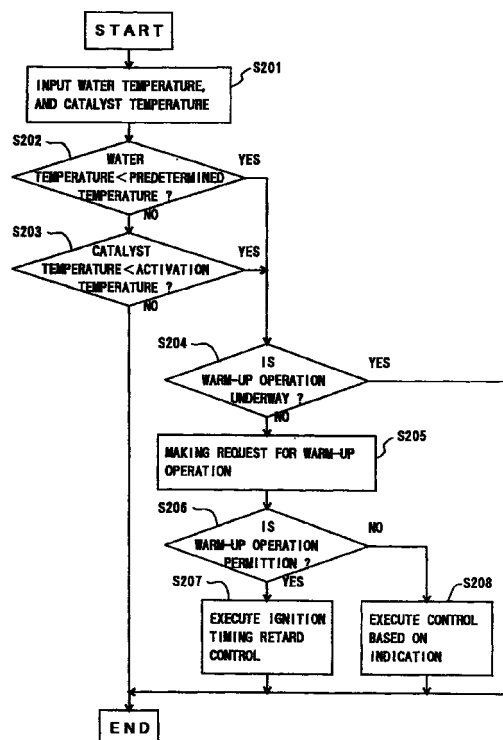 START
S201
INPUT WATER TEMPERATURE,
AND CATALYST TEMPERATURE
S202
WATER
TEMPERATURE<PREDETERMINED
TEMPERATURE ?
YES
NO
S203
CATALYST
TEMPERATURE<ACTIVATION
TEMPERATURE ?
YES
NO
S204
IS
WARM-UP OPERATION
UNDERWAY ?
YES
NO
S205
MAKING REQUEST FOR WARM-UP
OPERATION
S206
IS
WARM-UP OPERATION
PERMITTION ?
NO
YES
S207
EXECUTE IGNITION
TIMING RETARD
CONTROL
S208
EXECUTE CONTROL
BASED ON
INDICATION
END